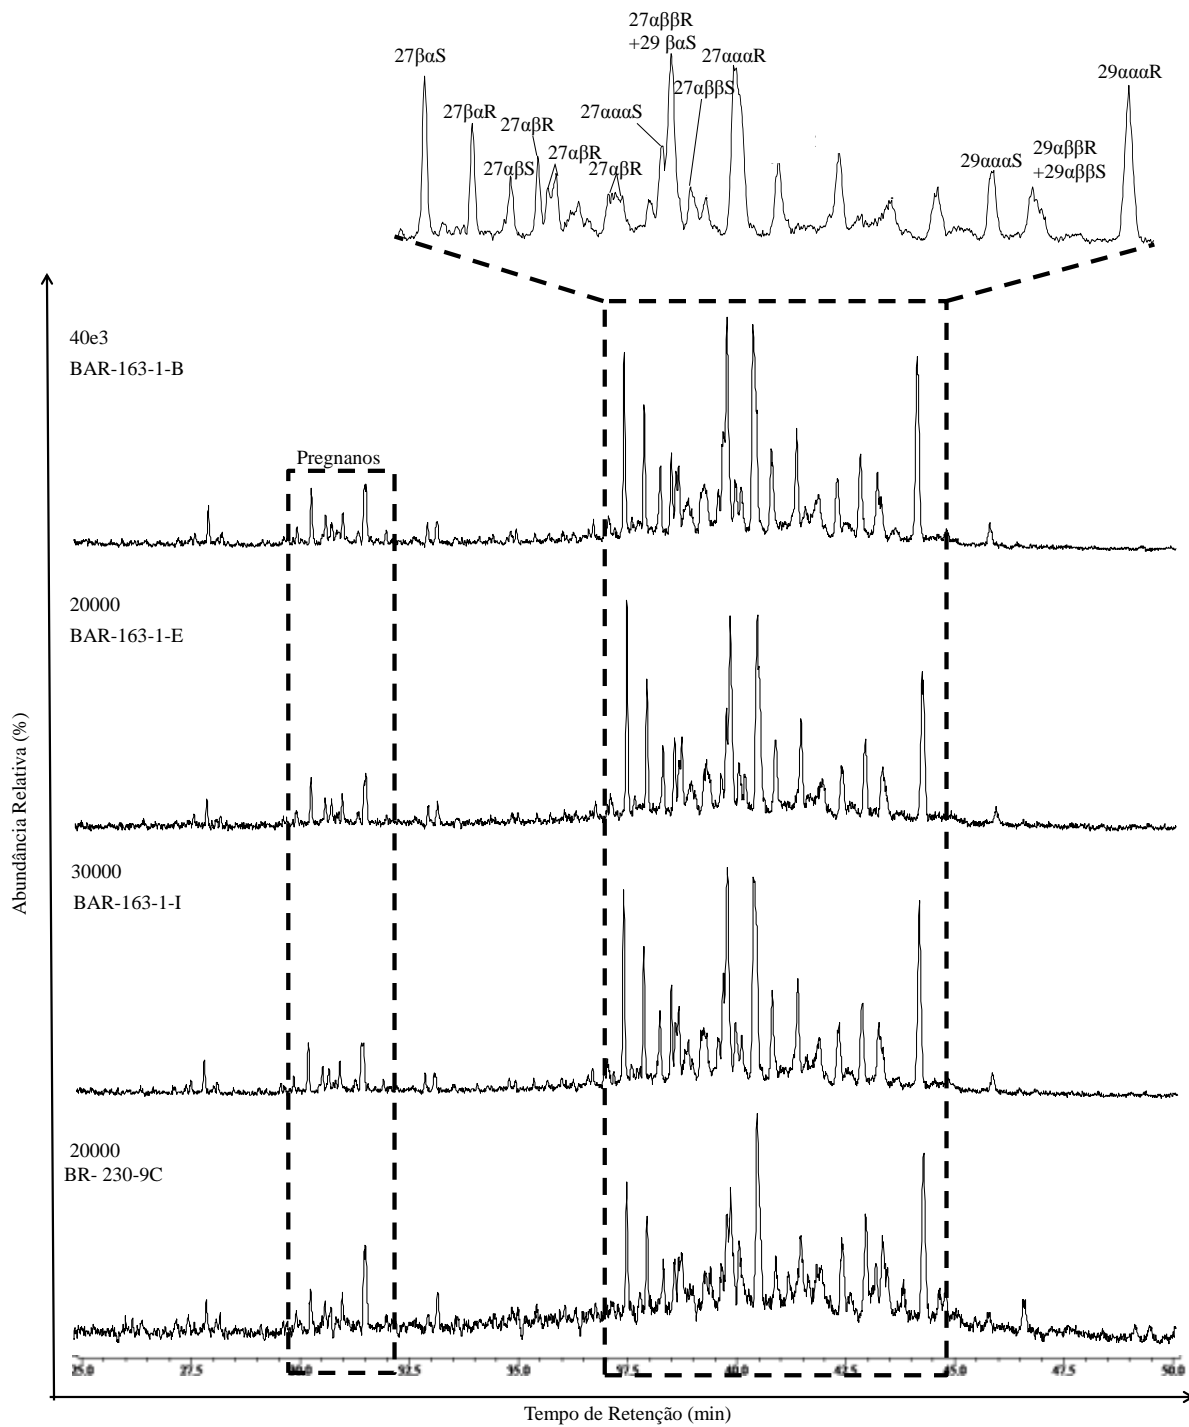 27αββR
+29 βαS
27βαS
27αααR
29αααR
27αββS
27βαR
27αααS
27αβR
27αβR
29αββR
27αβS
27αβR
29αααS
+29αββS
40e3
BAR-163-1-B
Pregnanos
20000
BAR-163-1-E
Abundância Relativa (%)
30000
BAR-163-1-I
20000
BR- 230-9C
25.0 27.5 30.0 32.5 35.0 37.5 40.0 42.5 45.0 47.5 50.0
Tempo de Retenção (min)